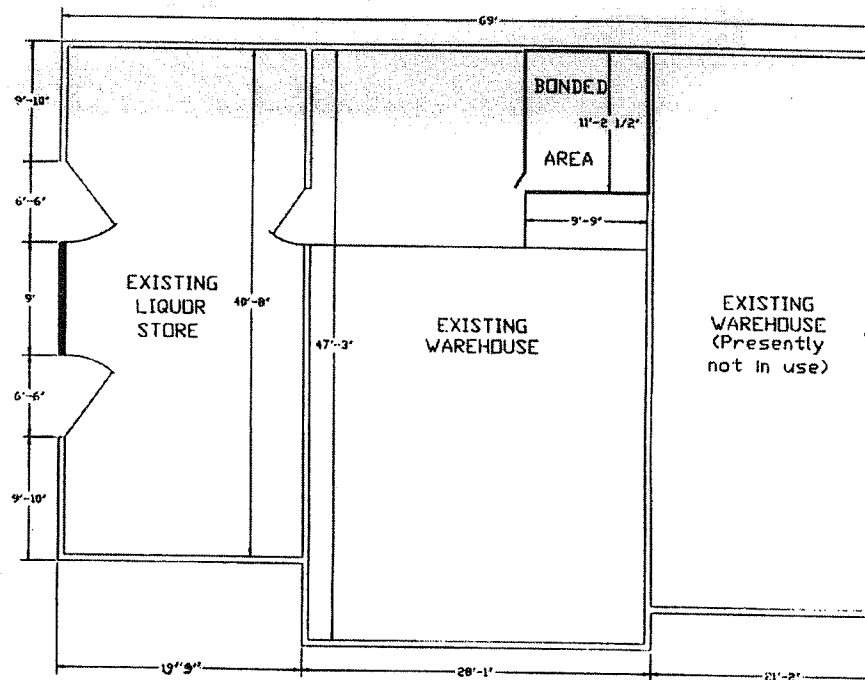 69'
9'-10"
BONDED
11'-2 1/2"
AREA
6'-6"
9'-9"
9'
EXISTING
LIQUOR
STORE
40'-8"
EXISTING
WAREHOUSE
47'-3"
EXISTING
WAREHOUSE
(Presently
not in use)
6'-6"
9'-10"
19'9"
28'-1"
21'-2"